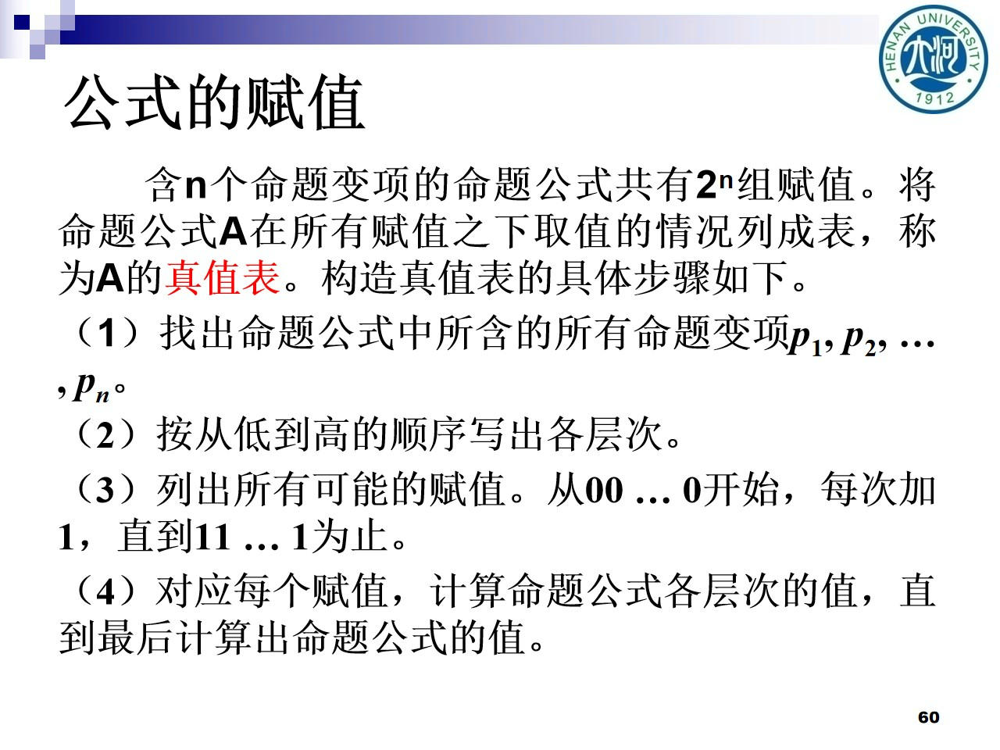 HENAN UNIVERSITY
1912
公式的赋值
含n个命题变项的命题公式共有2ⁿ组赋值。将
命题公式A在所有赋值之下取值的情况列成表，称
为A的真值表。构造真值表的具体步骤如下。
（1）找出命题公式中所含的所有命题变项p₁, p₂, …
, pₙ。
（2）按从低到高的顺序写出各层次。
（3）列出所有可能的赋值。从00 … 0开始，每次加
1，直到11 … 1为止。
（4）对应每个赋值，计算命题公式各层次的值，直
到最后计算出命题公式的值。
60